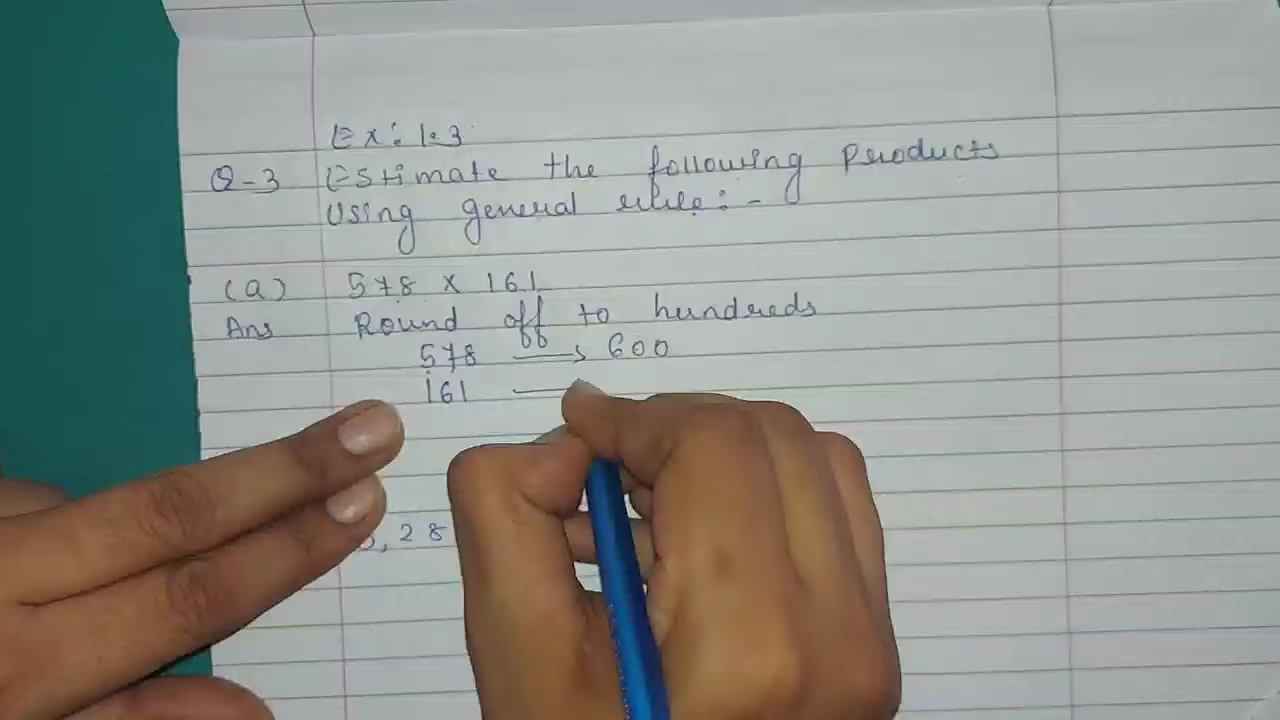 Ex: 1.3
Q-3 Estimate the following products
Using general rule:-
(a) 578 x 161
Ans Round off to hundreds
578 → 600
161 —
, 28